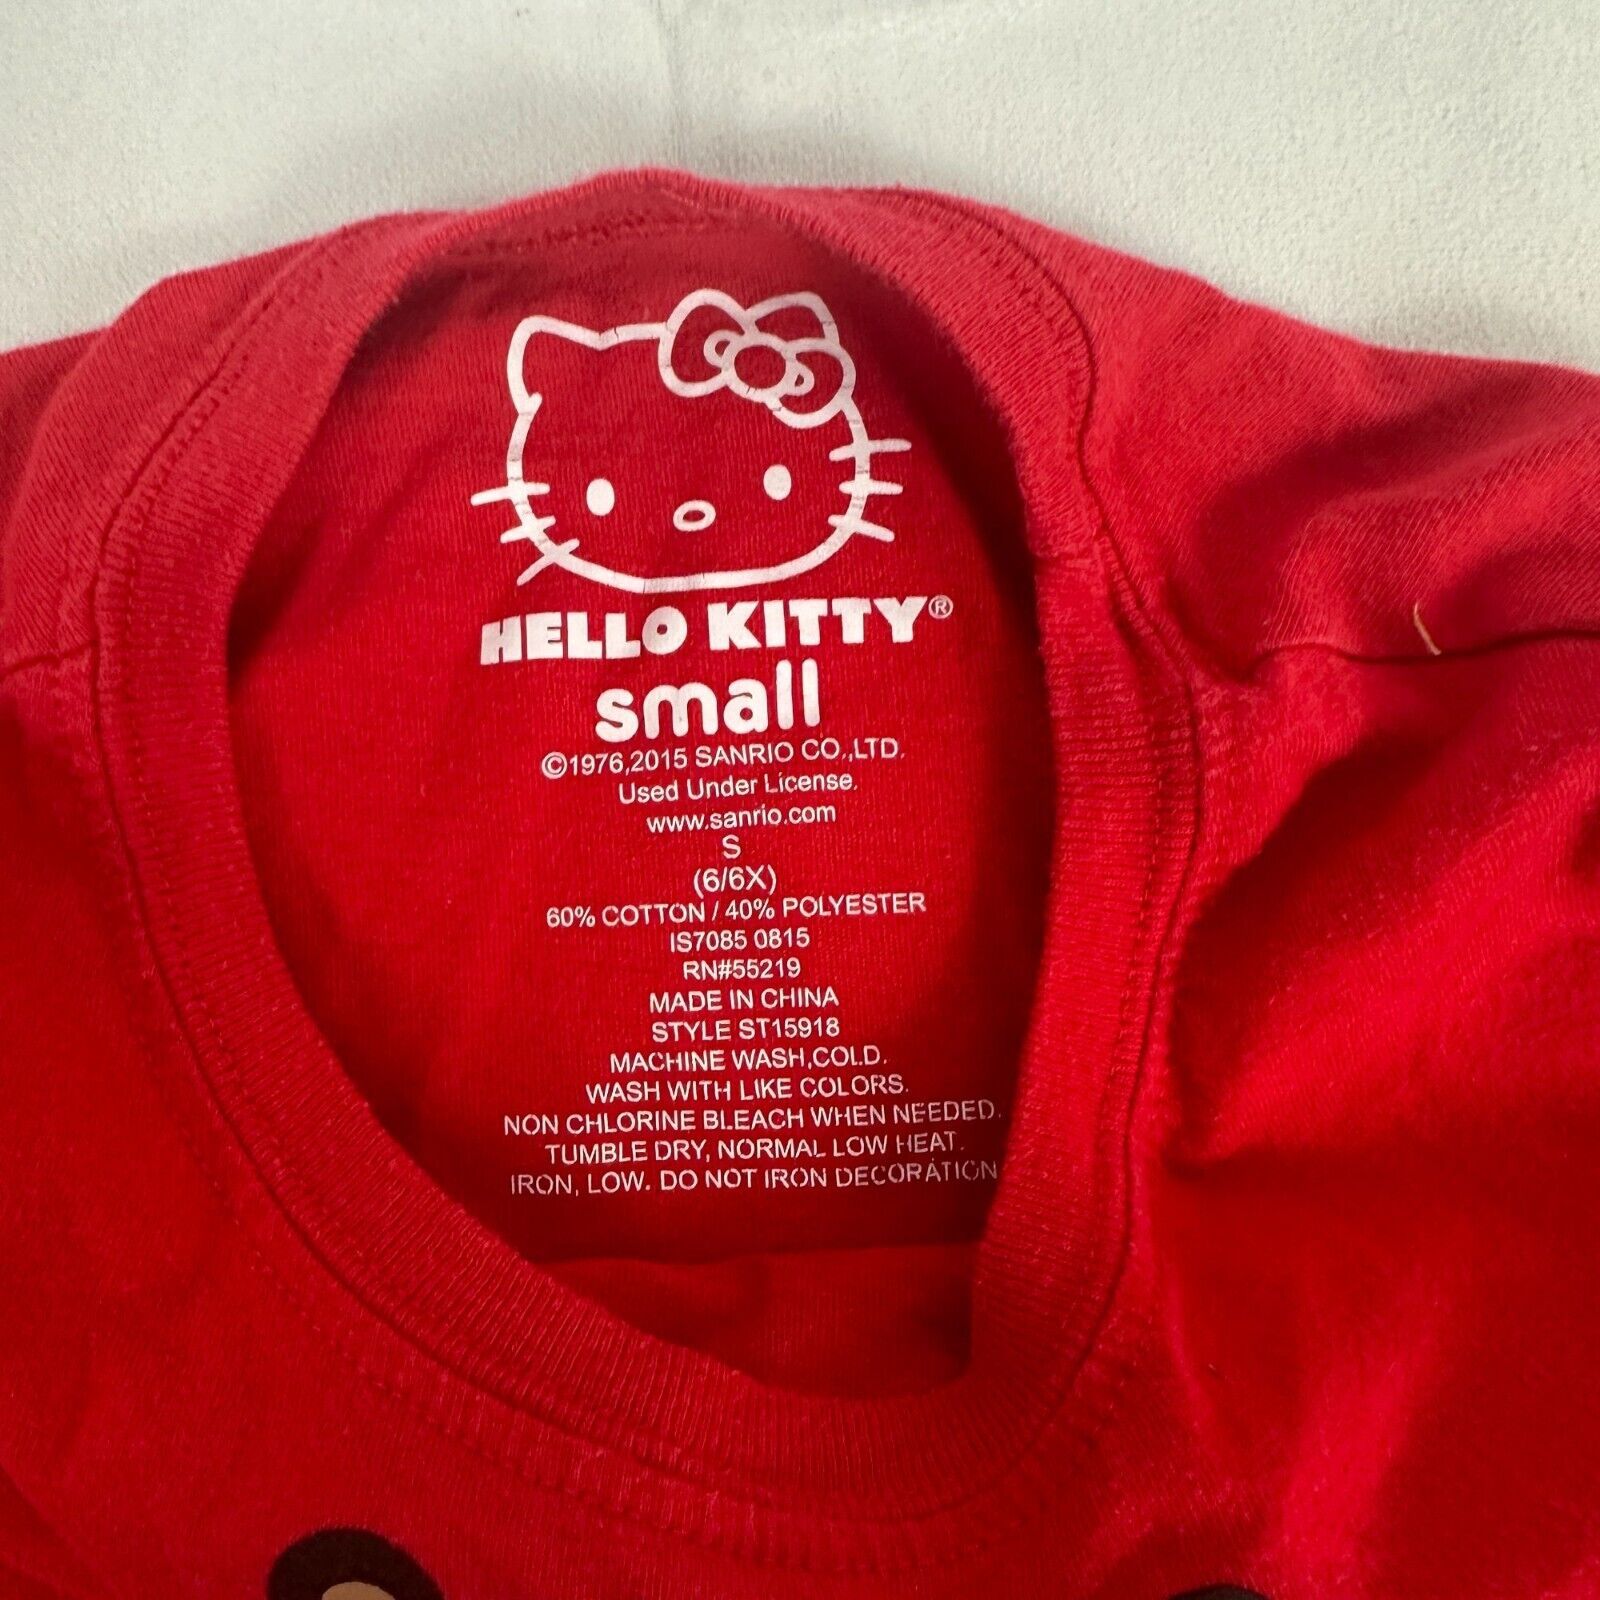 HELLO KITTY®
small
©1976,2015 SANRIO CO.,LTD.
Used Under License.
www.sanrio.com
S
(6/6X)
60% COTTON / 40% POLYESTER
IS7085 0815
RN#55219
MADE IN CHINA
STYLE ST15918
MACHINE WASH,COLD.
WASH WITH LIKE COLORS.
NON CHLORINE BLEACH WHEN NEEDED.
TUMBLE DRY, NORMAL LOW HEAT.
IRON, LOW. DO NOT IRON DECORATION